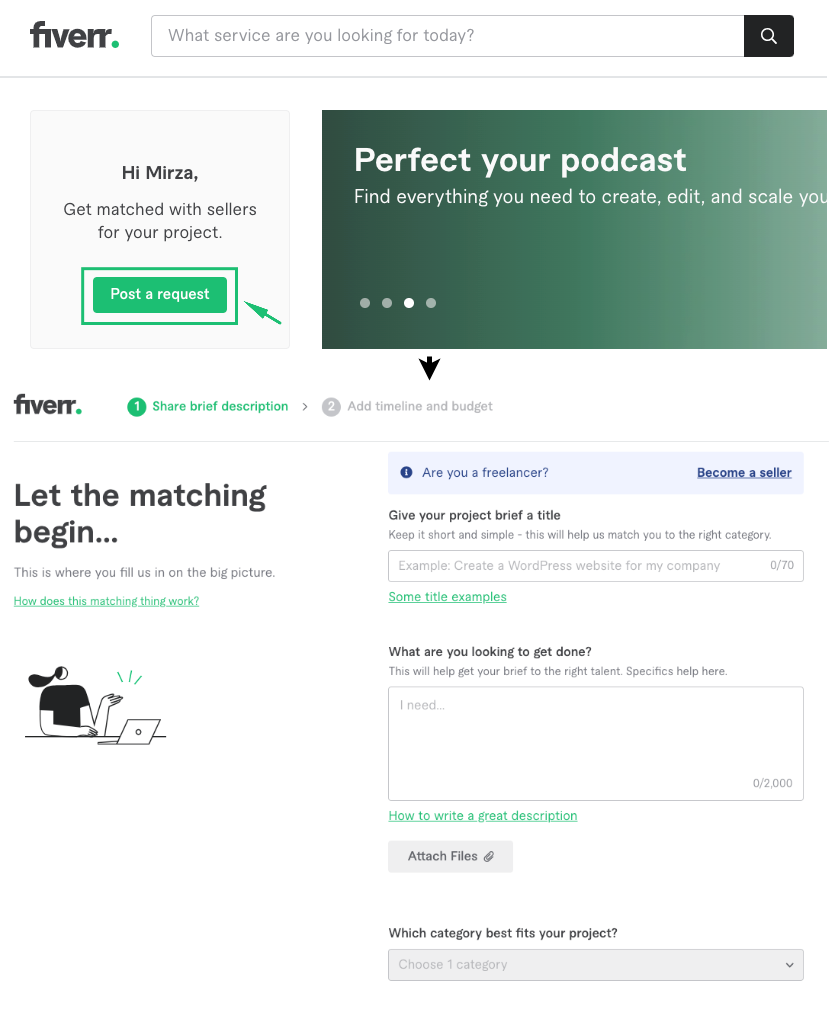 fiverr.
What service are you looking for today?
Hi Mirza,
Get matched with sellers
for your project.
Post a request
Perfect your podcast
Find everything you need to create, edit, and scale you
fiverr.
1 Share brief description > 2 Add timeline and budget
Let the matching
begin...
This is where you fill us in on the big picture.
How does this matching thing work?
Are you a freelancer? Become a seller
Give your project brief a title
Keep it short and simple - this will help us match you to the right category.
Example: Create a WordPress website for my company 0/70
Some title examples
What are you looking to get done?
This will help get your brief to the right talent. Specifics help here.
I need...
0/2,000
How to write a great description
Attach Files
Which category best fits your project?
Choose 1 category